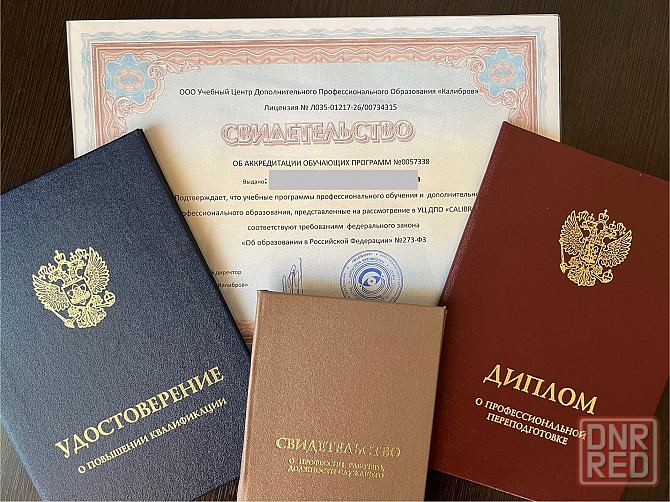 ООО Учебный Центр Дополнительного Профессионального Образования «Калибров»
Лицензия № Л035-01217-26/00734315
СВИДЕТЕЛЬСТВО
ОБ АККРЕДИТАЦИИ ОБУЧАЮЩИХ ПРОГРАММ №0057338
Выдано:
Подтверждает, что учебные программы профессионального обучения и дополнительно
профессионального образования, представленные на рассмотрение в УЦ ДПО «CALIBR
соответствуют требованиям федерального закона
«Об образовании в Российской Федерации» №273-ФЗ
директор
Калибров»
УДОСТОВЕРЕНИЕ
О ПОВЫШЕНИИ КВАЛИФИКАЦИИ
СВИДЕТЕЛЬСТВО
О ПРОФЕССИИ РАБОЧЕГО,
ДОЛЖНОСТИ СЛУЖАЩЕГО
ДИПЛОМ
О ПРОФЕССИОНАЛЬНОЙ
ПЕРЕПОДГОТОВКЕ
DNR
RED